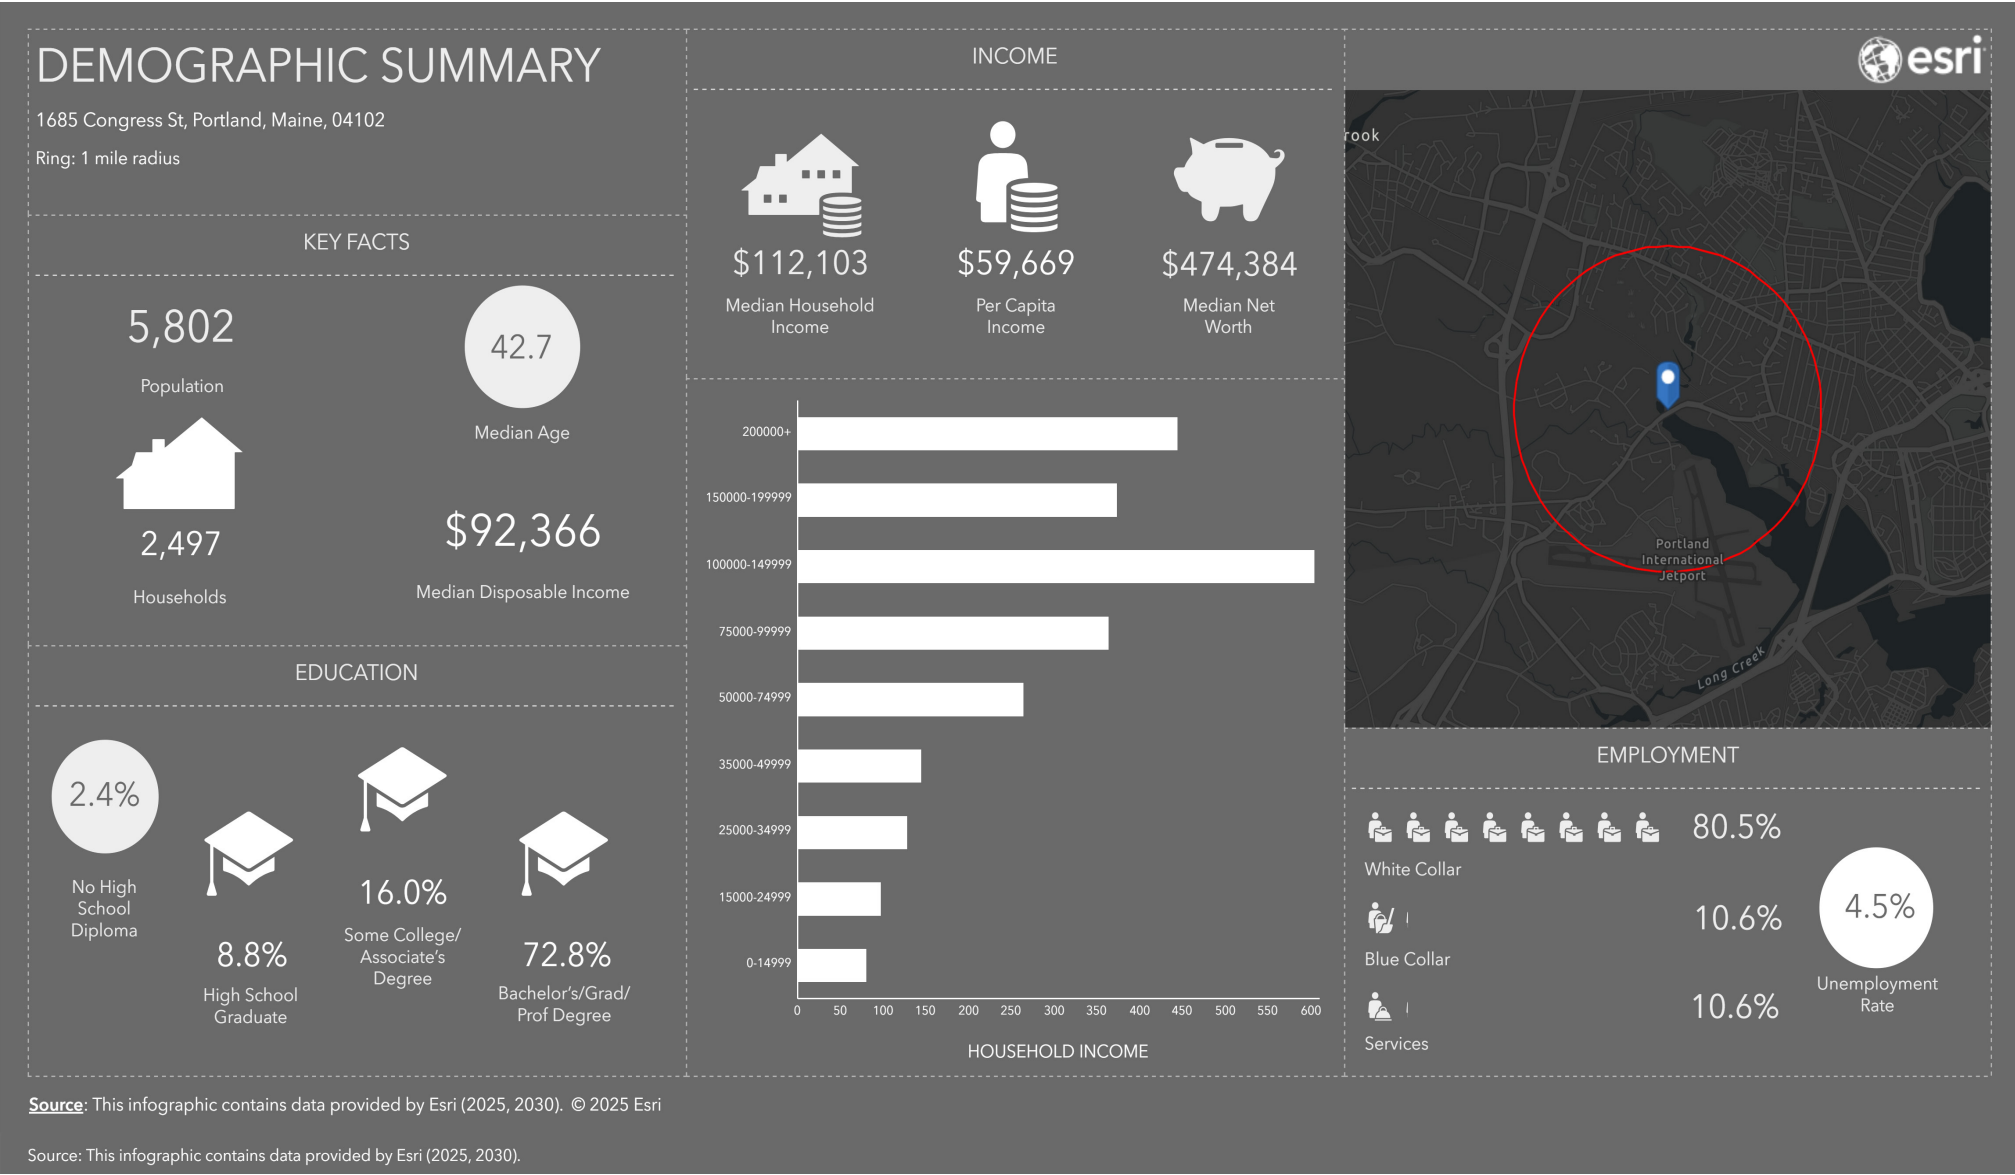 DEMOGRAPHIC SUMMARY
1685 Congress St, Portland, Maine, 04102
Ring: 1 mile radius
KEY FACTS
5,802
Population
42.7
Median Age
2,497
Households
$92,366
Median Disposable Income
EDUCATION
2.4%
No High
School
Diploma
8.8%
High School
Graduate
16.0%
Some College/
Associate's
Degree
72.8%
Bachelor's/Grad/
Prof Degree
INCOME
$112,103
Median Household
Income
$59,669
Per Capita
Income
$474,384
Median Net
Worth
200000+
150000-199999
100000-149999
75000-99999
50000-74999
35000-49999
25000-34999
15000-24999
0-14999
0 50 100 150 200 250 300 350 400 450 500 550 600
HOUSEHOLD INCOME
esri
rook
Portland
International
Jetport
Long Creek
EMPLOYMENT
80.5%
White Collar
10.6%
Blue Collar
10.6%
Services
4.5%
Unemployment
Rate
Source: This infographic contains data provided by Esri (2025, 2030). © 2025 Esri
Source: This infographic contains data provided by Esri (2025, 2030).